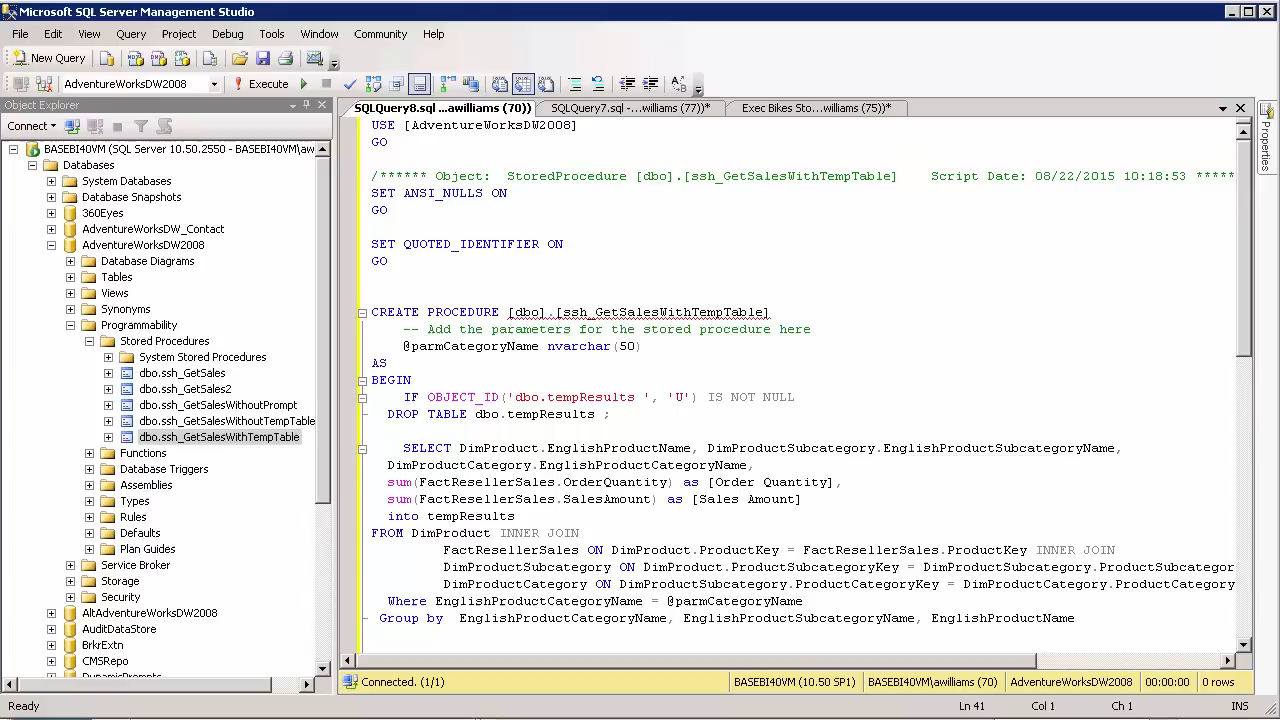 Microsoft SQL Server Management Studio
File Edit View Query Project Debug Tools Window Community Help
New Query
AdventureWorksDW2008 Execute
Object Explorer
SQLQuery8.sql ...awilliams (70)) SQLQuery7.sql -...williams (77))* Exec Bikes Sto...williams (75))*
Connect
Properties
BASEBI40VM (SQL Server 10.50.2550 - BASEBI40VM\aw
Databases
System Databases
Database Snapshots
360Eyes
AdventureWorksDW_Contact
AdventureWorksDW2008
Database Diagrams
Tables
Views
Synonyms
Programmability
Stored Procedures
System Stored Procedures
dbo.ssh_GetSales
dbo.ssh_GetSales2
dbo.ssh_GetSalesWithoutPrompt
dbo.ssh_GetSalesWithoutTempTable
dbo.ssh_GetSalesWithTempTable
Functions
Database Triggers
Assemblies
Types
Rules
Defaults
Plan Guides
Service Broker
Storage
Security
AltAdventureWorksDW2008
AuditDataStore
BrkrExtn
CMSRepo
DynamicPrompts
USE [AdventureWorksDW2008]
GO
/****** Object:  StoredProcedure [dbo].[ssh_GetSalesWithTempTable]    Script Date: 08/22/2015 10:18:53 *****
SET ANSI_NULLS ON
GO
SET QUOTED_IDENTIFIER ON
GO
CREATE PROCEDURE [dbo].[ssh_GetSalesWithTempTable]
-- Add the parameters for the stored procedure here
@parmCategoryName nvarchar(50)
AS
BEGIN
IF OBJECT_ID('dbo.tempResults ', 'U') IS NOT NULL
DROP TABLE dbo.tempResults ;
SELECT DimProduct.EnglishProductName, DimProductSubcategory.EnglishProductSubcategoryName,
DimProductCategory.EnglishProductCategoryName,
sum(FactResellerSales.OrderQuantity) as [Order Quantity],
sum(FactResellerSales.SalesAmount) as [Sales Amount]
into tempResults
FROM DimProduct INNER JOIN
FactResellerSales ON DimProduct.ProductKey = FactResellerSales.ProductKey INNER JOIN
DimProductSubcategory ON DimProduct.ProductSubcategoryKey = DimProductSubcategory.ProductSubcategor
DimProductCategory ON DimProductSubcategory.ProductCategoryKey = DimProductCategory.ProductCategory
Where EnglishProductCategoryName = @parmCategoryName
Group by  EnglishProductCategoryName, EnglishProductSubcategoryName, EnglishProductName
Connected. (1/1) BASEBI40VM (10.50 SP1) BASEBI40VM\awilliams (70) AdventureWorksDW2008 00:00:00 0 rows
Ready Ln 41 Col 1 Ch 1 INS